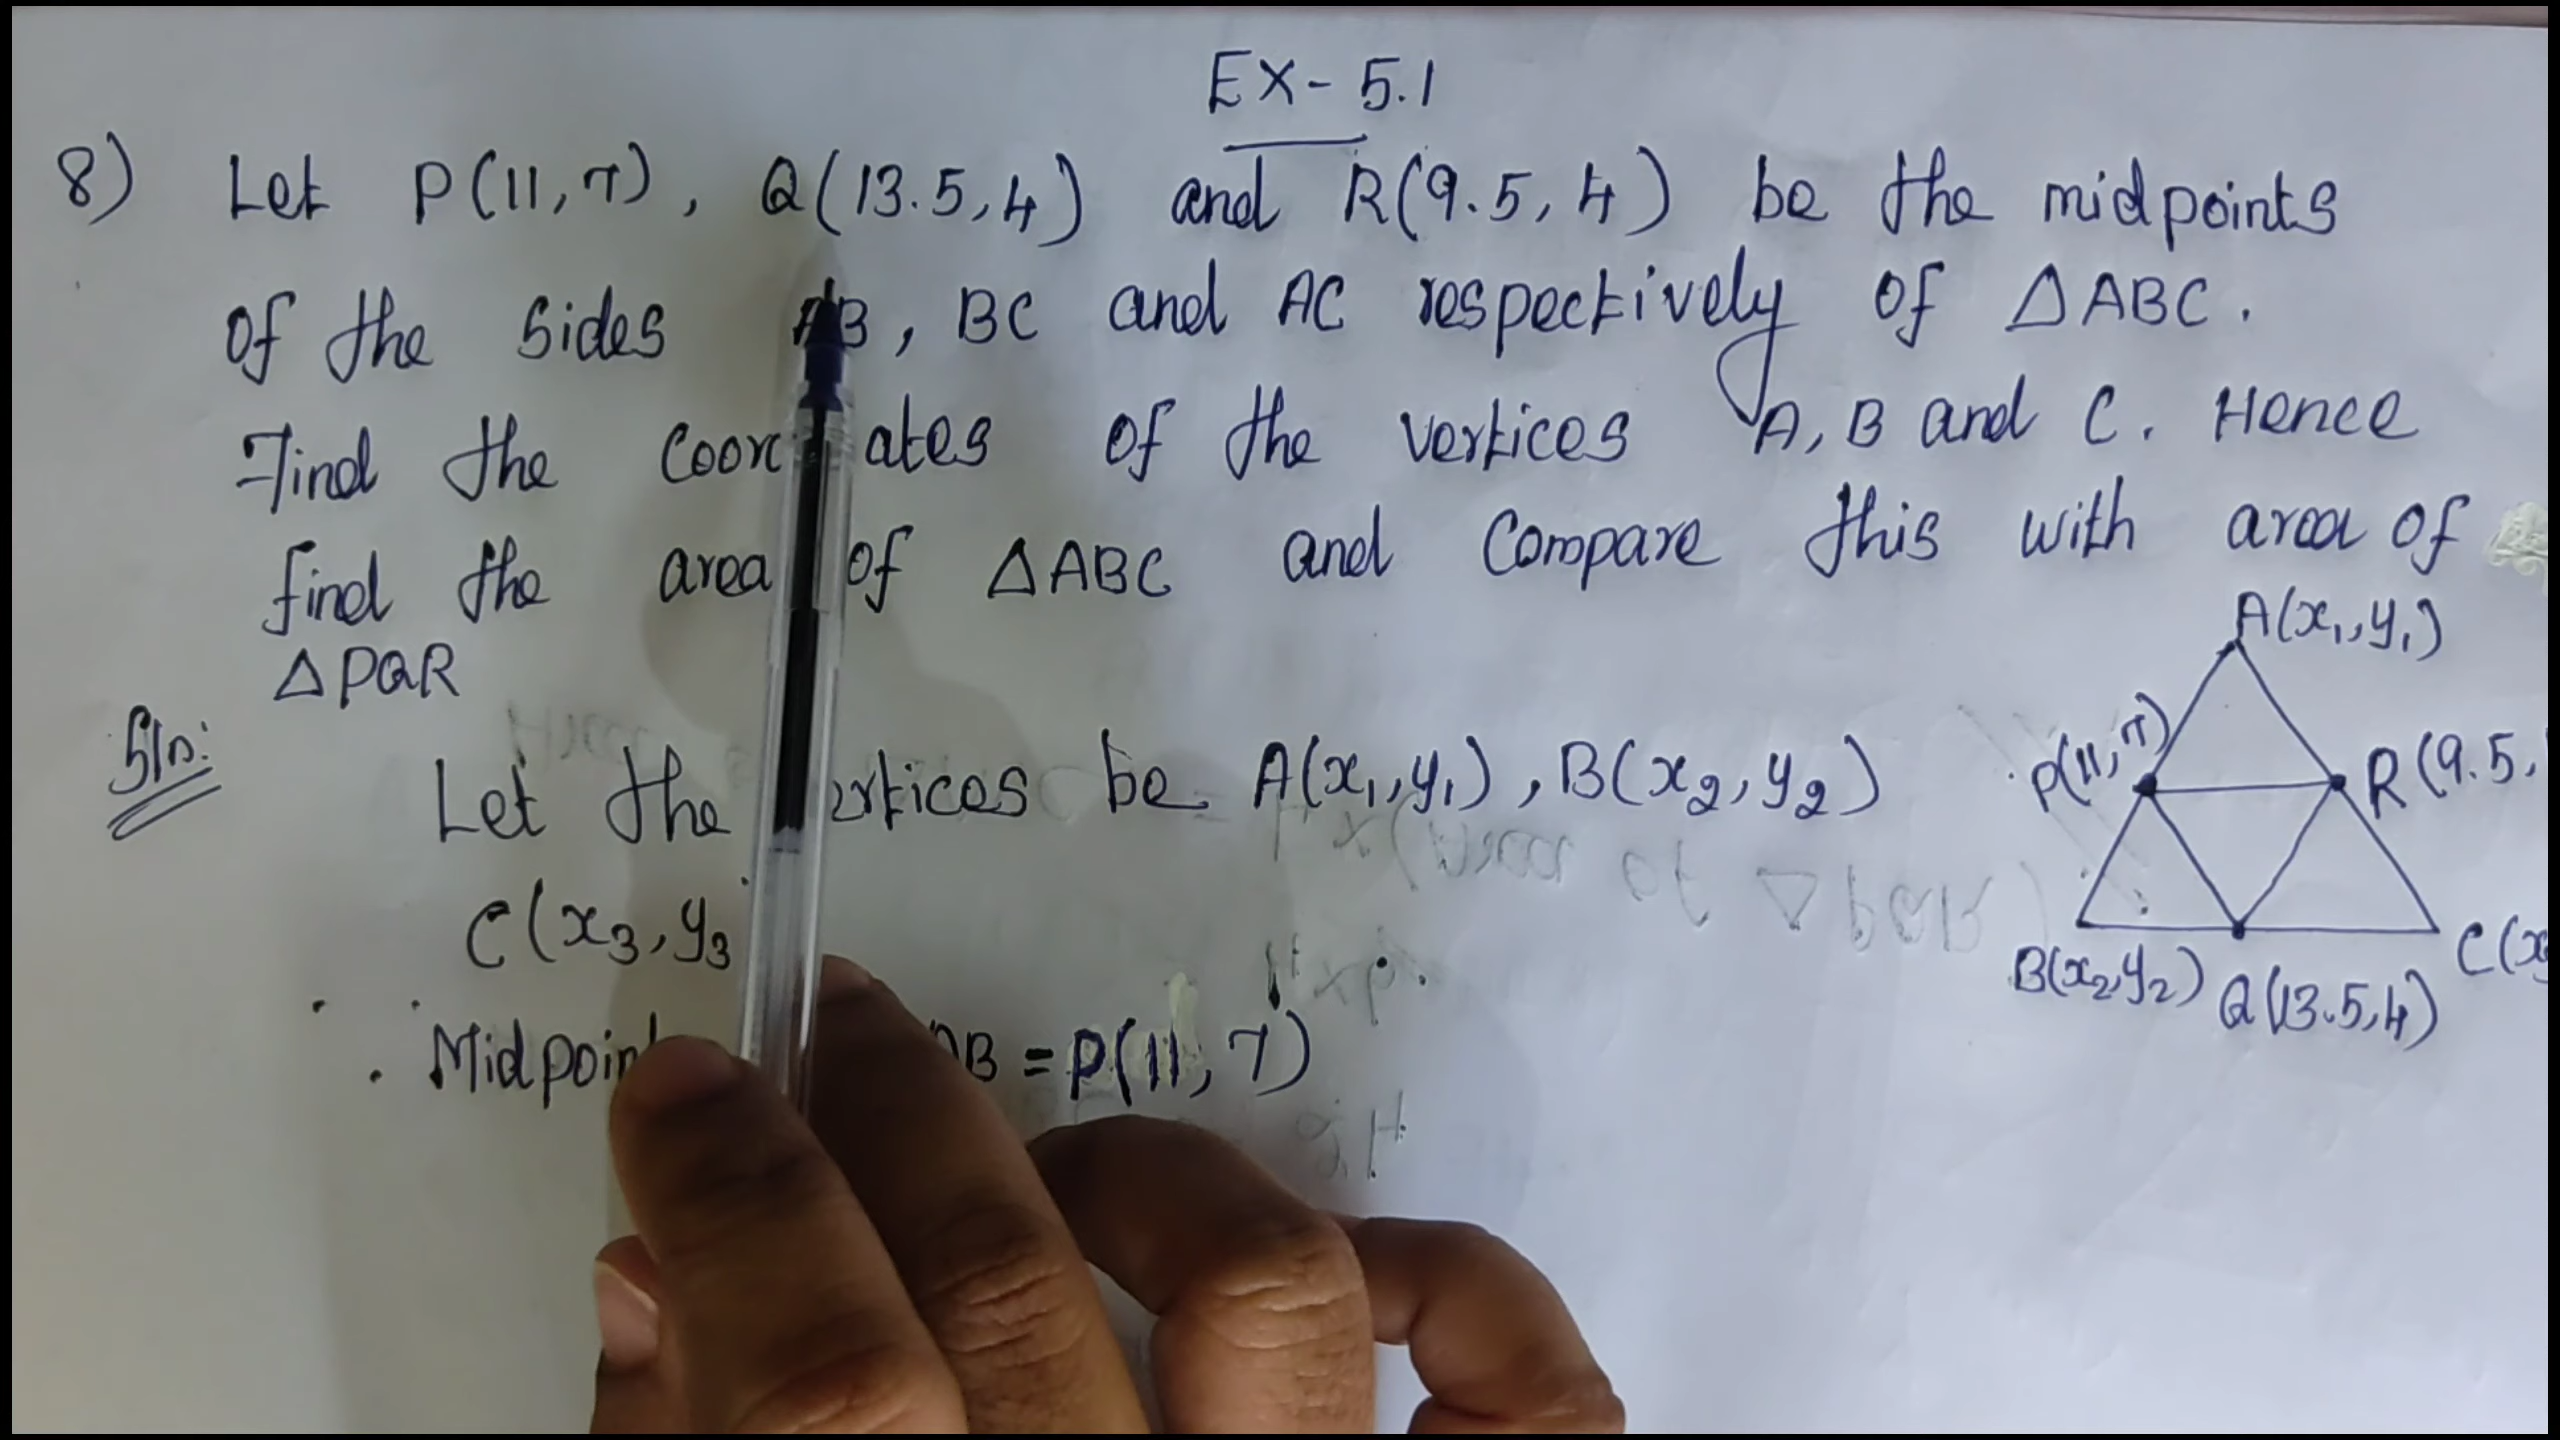 EX- 5.1
8) Let P(11,7), Q(13.5,4) and R(9.5,4) be the midpoints
of the sides AB, BC and AC respectively of △ABC.
Find the of the vertices A, B and C. Hence
find the area of △ABC and Compare this with area of
△PQR
Sln:
Let the be A(x₁,y₁), B(x₂,y₂)
C(x₃,y₃
∴ AB = P(11,7)
A(x₁,y₁)
P(11,7)
R(9.5,
B(x₂,y₂)
Q(13.5,4)
C(x